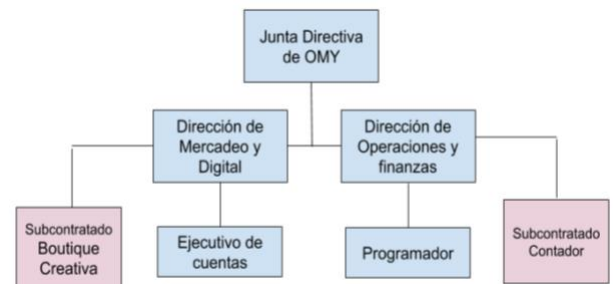 Junta Directiva
de OMY
Dirección de
Mercadeo y
Digital
Dirección de
Operaciones y
finanzas
Subcontratado
Boutique
Creativa
Ejecutivo de
cuentas
Programador
Subcontratado
Contador